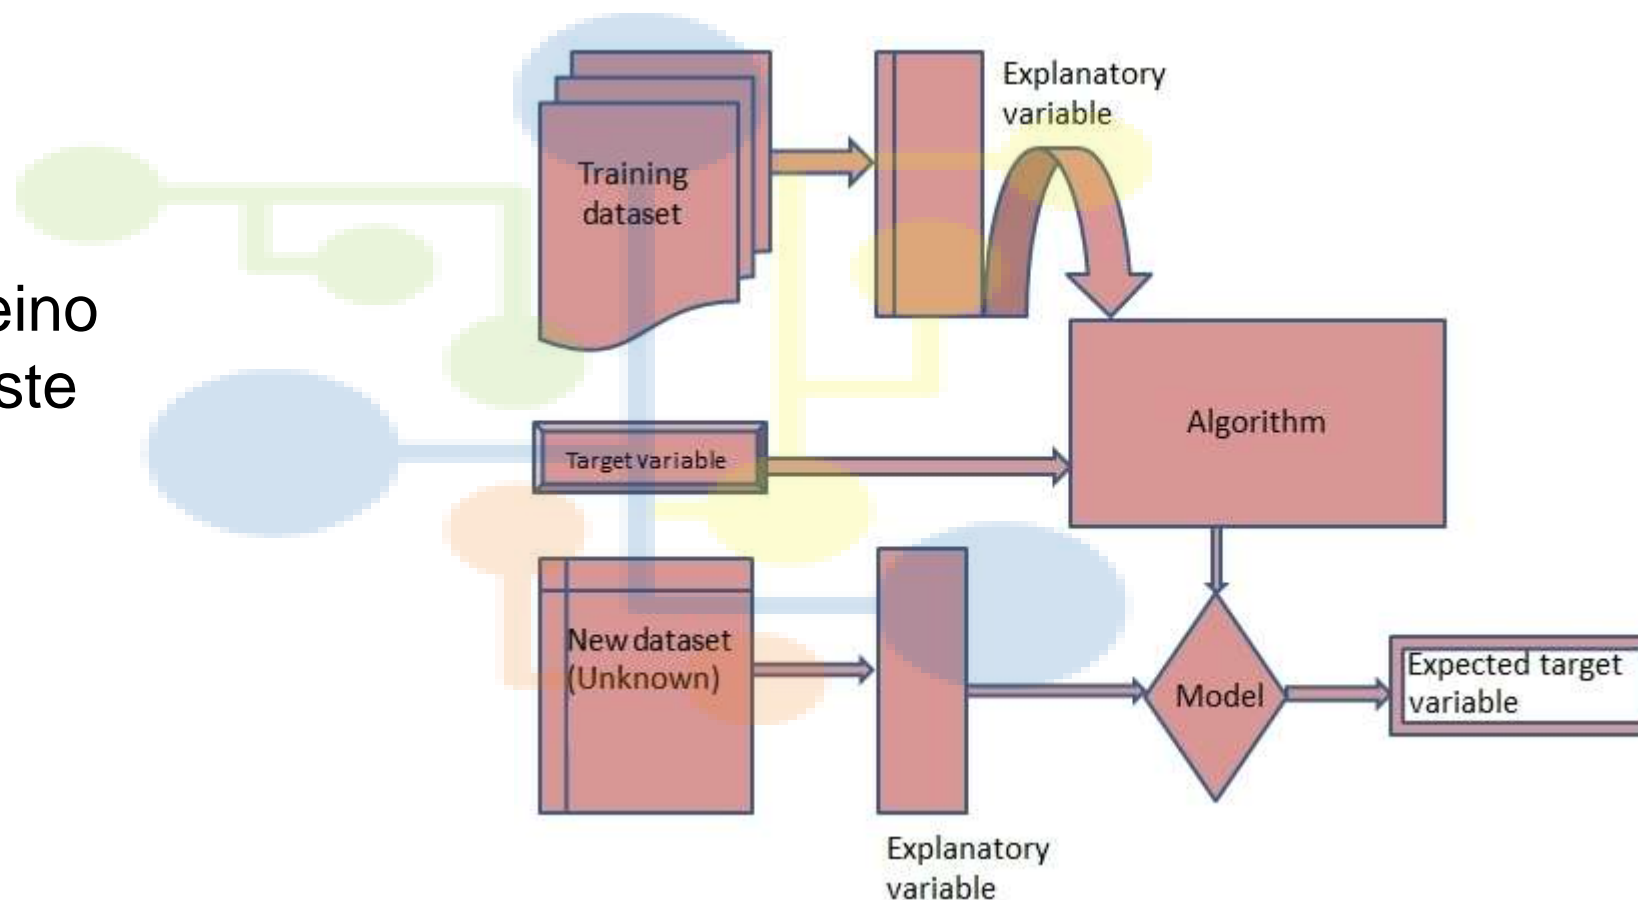 eino
ste
Training
dataset
Explanatory
variable
Algorithm
Target variable
New dataset
(Unknown)
Explanatory
variable
Model
Expected target
variable